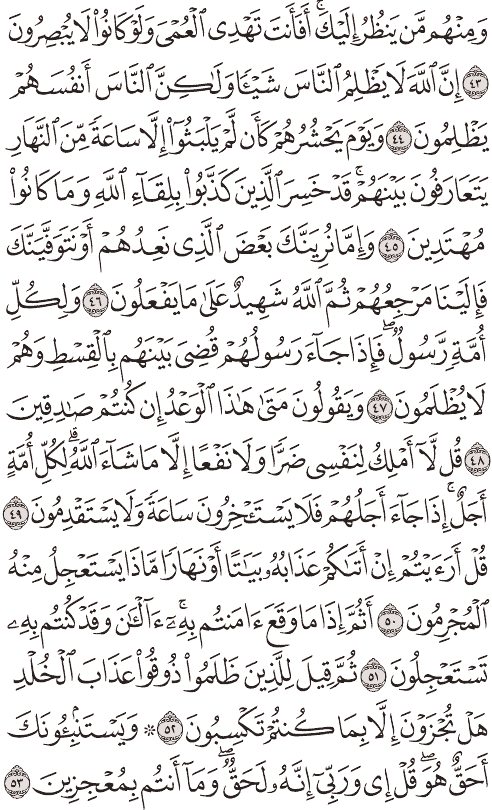 وَمِنْهُم مَّن يَنظُرُ إِلَيْكَ ۚ أَفَأَنتَ تَهْدِى ٱلْعُمْىَ وَلَوْ كَانُوا۟ لَا يُبْصِرُونَ
﴿٤٣﴾ إِنَّ ٱللَّهَ لَا يَظْلِمُ ٱلنَّاسَ شَيْـًٔا وَلَـٰكِنَّ ٱلنَّاسَ أَنفُسَهُمْ
يَظْلِمُونَ ﴿٤٤﴾ وَيَوْمَ يَحْشُرُهُمْ كَأَن لَّمْ يَلْبَثُوٓا۟ إِلَّا سَاعَةً مِّنَ ٱلنَّهَارِ
يَتَعَارَفُونَ بَيْنَهُمْ ۚ قَدْ خَسِرَ ٱلَّذِينَ كَذَّبُوا۟ بِلِقَآءِ ٱللَّهِ وَمَا كَانُوا۟
مُهْتَدِينَ ﴿٤٥﴾ وَإِمَّا نُرِيَنَّكَ بَعْضَ ٱلَّذِى نَعِدُهُمْ أَوْ نَتَوَفَّيَنَّكَ
فَإِلَيْنَا مَرْجِعُهُمْ ثُمَّ ٱللَّهُ شَهِيدٌ عَلَىٰ مَا يَفْعَلُونَ ﴿٤٦﴾ وَلِكُلِّ
أُمَّةٍ رَّسُولٌ ۖ فَإِذَا جَآءَ رَسُولُهُمْ قُضِىَ بَيْنَهُم بِٱلْقِسْطِ وَهُمْ
لَا يُظْلَمُونَ ﴿٤٧﴾ وَيَقُولُونَ مَتَىٰ هَـٰذَا ٱلْوَعْدُ إِن كُنتُمْ صَـٰدِقِينَ
﴿٤٨﴾ قُل لَّآ أَمْلِكُ لِنَفْسِى ضَرًّا وَلَا نَفْعًا إِلَّا مَا شَآءَ ٱللَّهُ ۗ لِكُلِّ أُمَّةٍ
أَجَلٌ ۚ إِذَا جَآءَ أَجَلُهُمْ فَلَا يَسْتَـْٔخِرُونَ سَاعَةً وَلَا يَسْتَقْدِمُونَ ﴿٤٩﴾
قُلْ أَرَءَيْتُمْ إِنْ أَتَىٰكُمْ عَذَابُهُۥ بَيَـٰتًا أَوْ نَهَارًا مَّاذَا يَسْتَعْجِلُ مِنْهُ
ٱلْمُجْرِمُونَ ﴿٥٠﴾ أَثُمَّ إِذَا مَا وَقَعَ ءَامَنتُم بِهِۦٓ ۚ ءَآلْـَٔـٰنَ وَقَدْ كُنتُم بِهِۦ
تَسْتَعْجِلُونَ ﴿٥١﴾ ثُمَّ قِيلَ لِلَّذِينَ ظَلَمُوا۟ ذُوقُوا۟ عَذَابَ ٱلْخُلْدِ
هَلْ تُجْزَوْنَ إِلَّا بِمَا كُنتُمْ تَكْسِبُونَ ﴿٥٢﴾ ۞ وَيَسْتَنۢبِـُٔونَكَ
أَحَقٌّ هُوَ ۖ قُلْ إِى وَرَبِّىٓ إِنَّهُۥ لَحَقٌّ ۖ وَمَآ أَنتُم بِمُعْجِزِينَ ﴿٥٣﴾